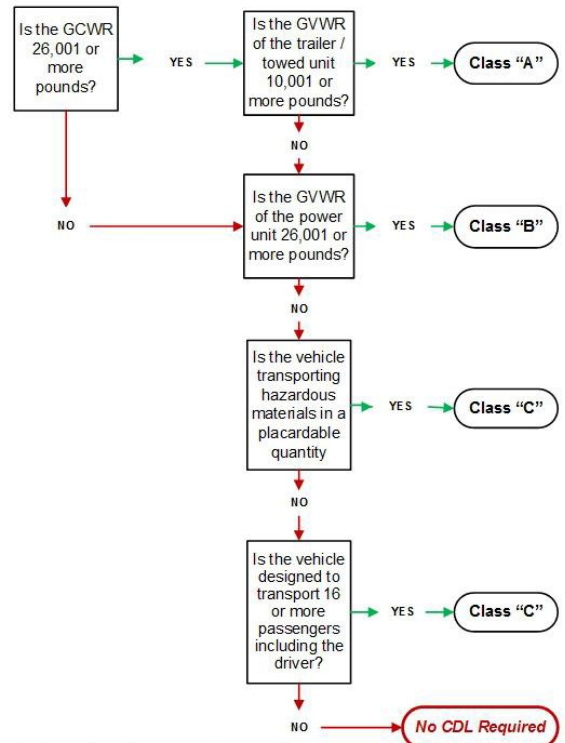 Is the GCWR
26,001 or
more
pounds?
YES
Is the GVWR
of the trailer /
towed unit
10,001 or
more pounds?
YES
Class “A”
NO
NO
Is the GVWR
of the power
unit 26,001 or
more pounds?
YES
Class “B”
NO
Is the vehicle
transporting
hazardous
materials in a
placardable
quantity
YES
Class “C”
NO
Is the vehicle
designed to
transport 16
or more
passengers
including the
driver?
YES
Class “C”
NO
No CDL Required